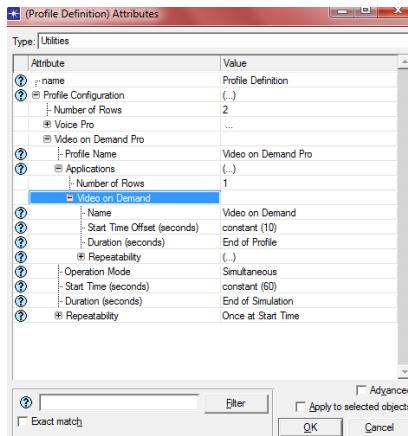 (Profile Definition) Attributes
Type: Utilities
Attribute Value
name Profile Definition
Profile Configuration (...)
Number of Rows 2
Voice Pro ...
Video on Demand Pro
Profile Name Video on Demand Pro
Applications (...)
Number of Rows 1
Video on Demand
Name Video on Demand
Start Time Offset (seconds) constant (10)
Duration (seconds) End of Profile
Repeatability (...)
Operation Mode Simultaneous
Start Time (seconds) constant (60)
Duration (seconds) End of Simulation
Repeatability Once at Start Time
Advanced
Filter
Apply to selected objects
Exact match
OK Cancel